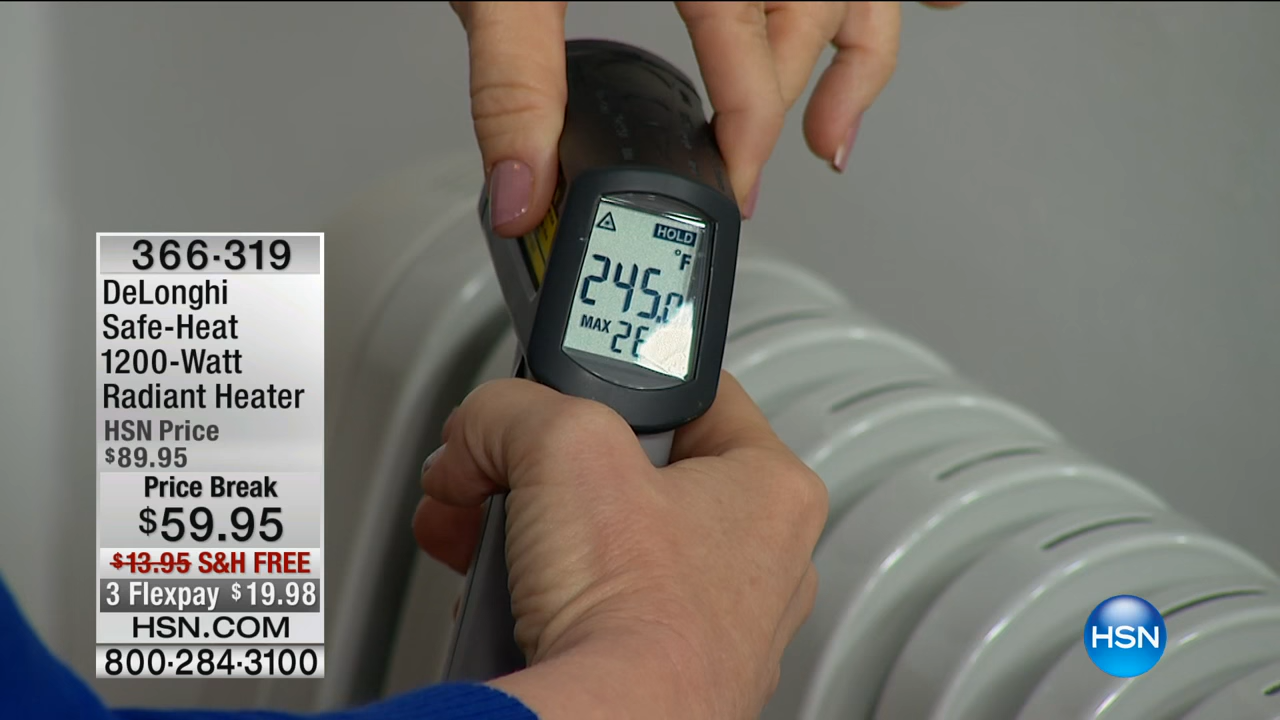 366-319
DeLonghi
Safe-Heat
1200-Watt
Radiant Heater
HSN Price
$89.95
Price Break
$59.95
$13.95 S&H FREE
3 Flexpay $19.98
HSN.COM
800·284·3100
HOLD
°F
245.0
MAX
HSN